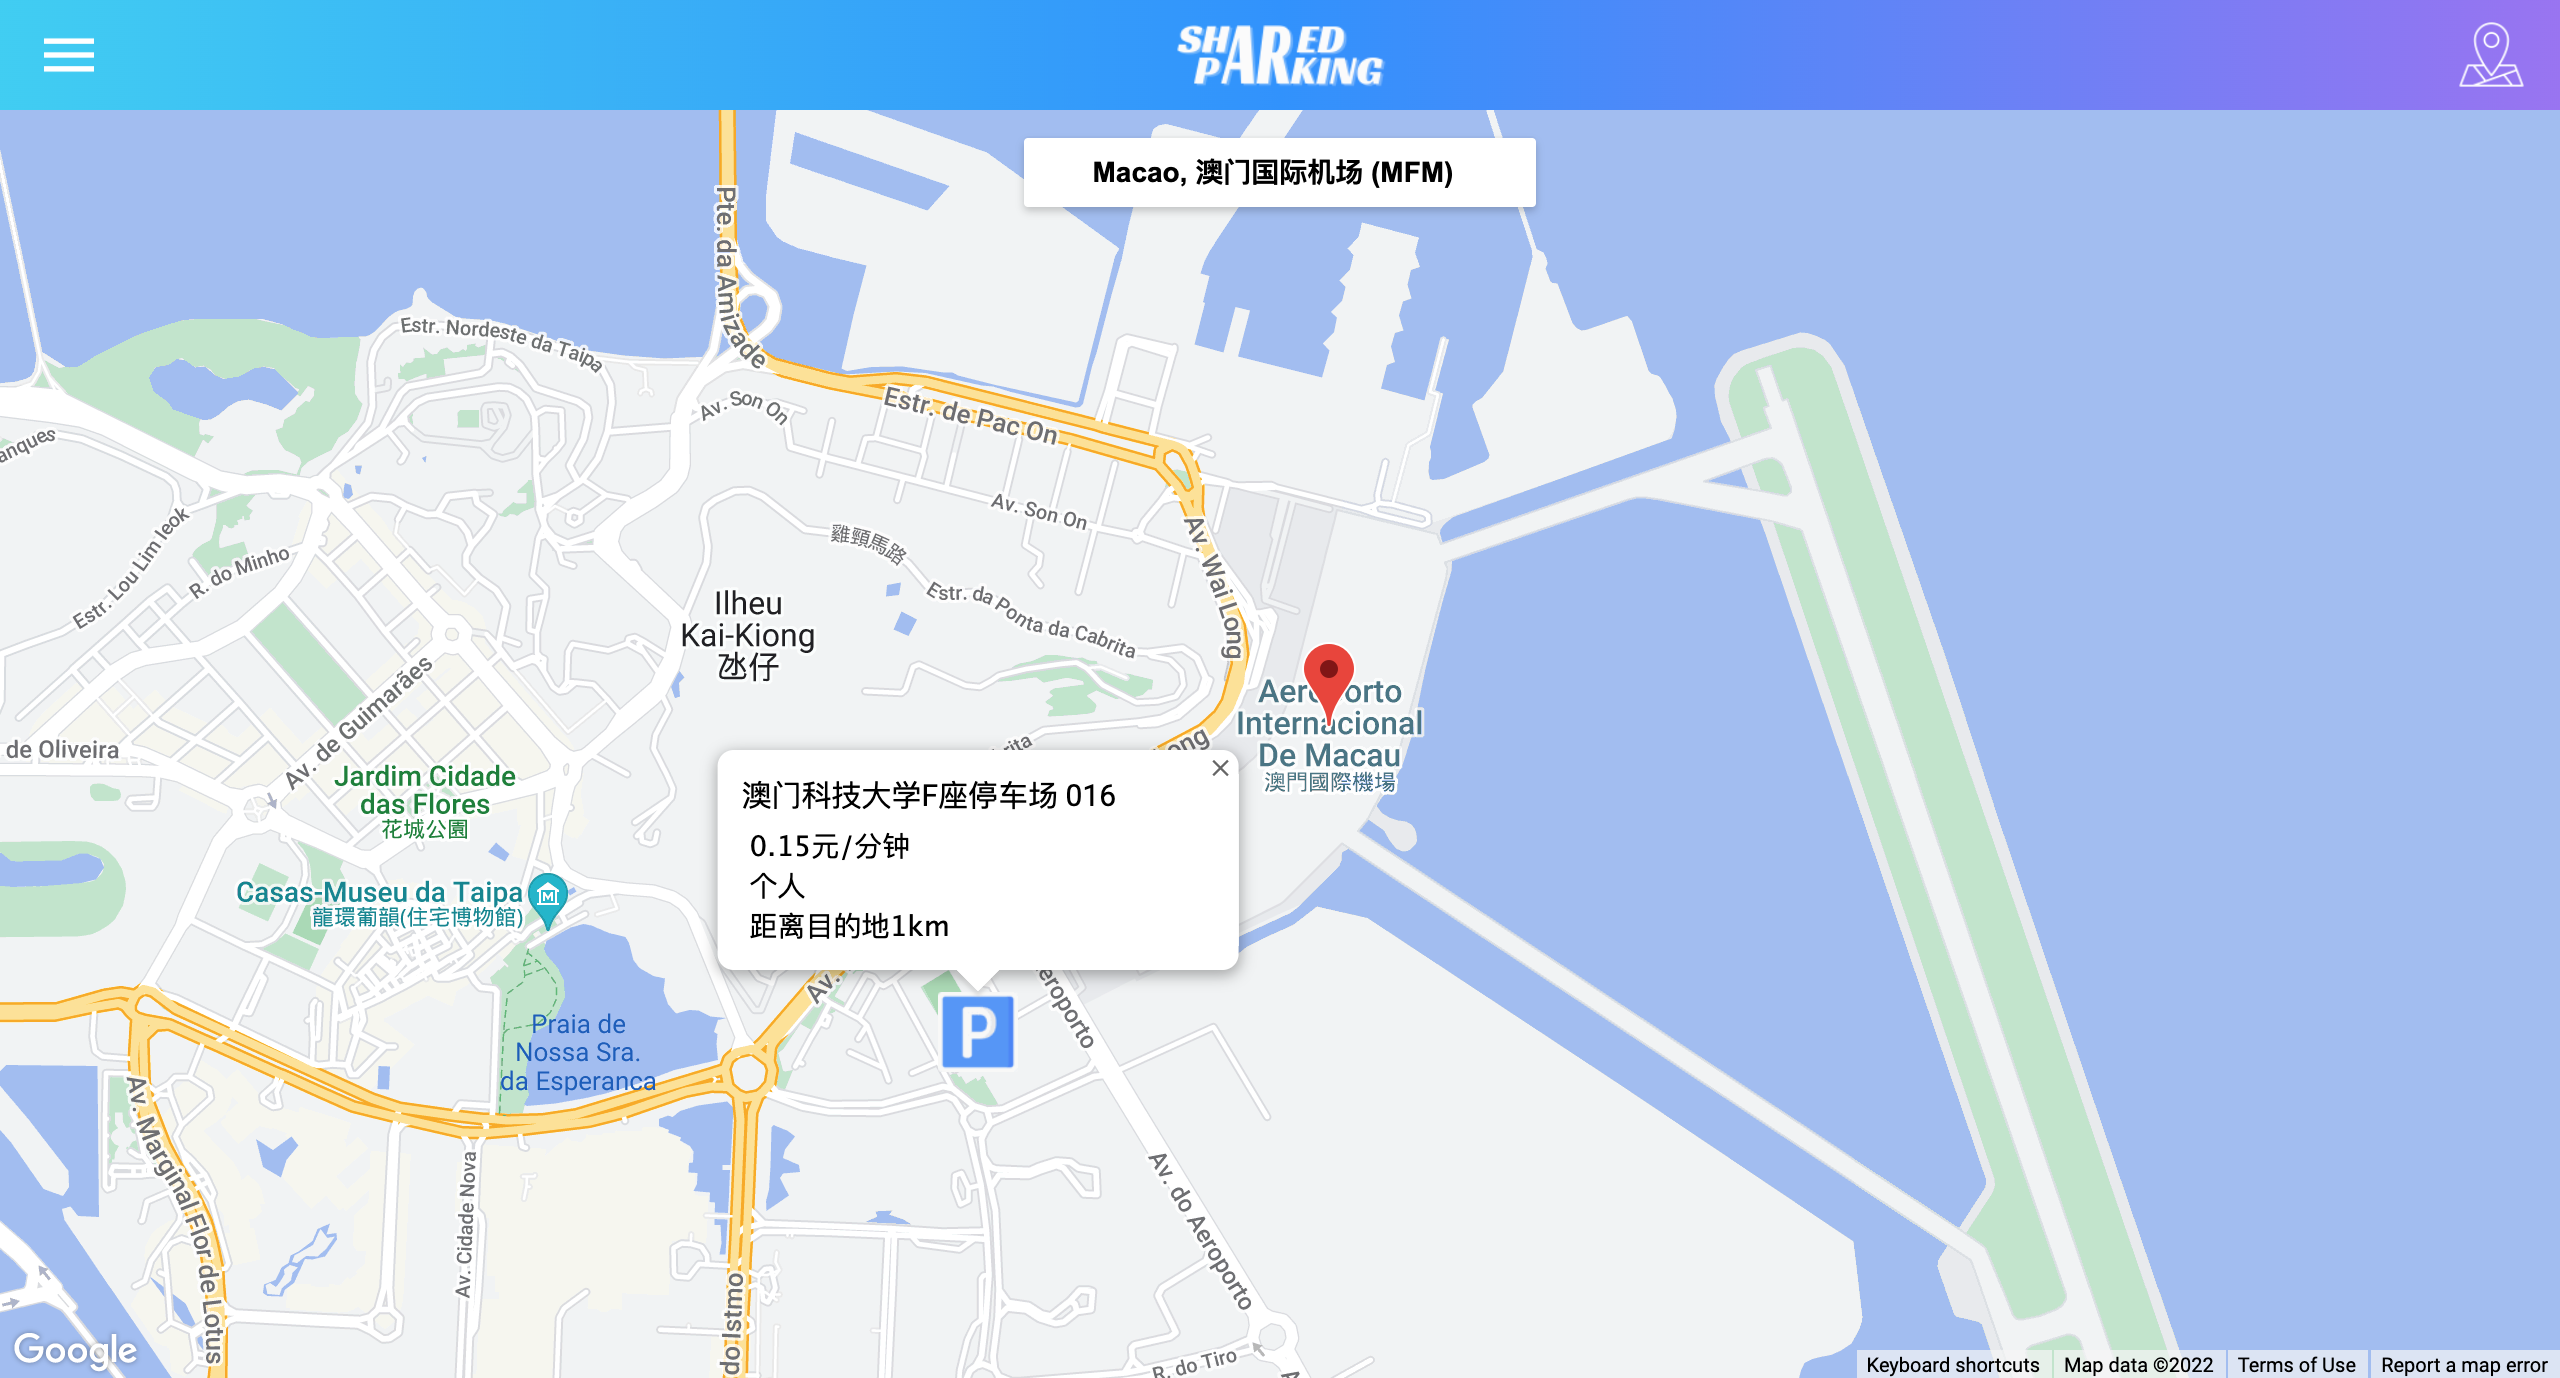 SHARED
PARKING
Macao, 澳门国际机场 (MFM)
Pte. da Amizade
Estr. Nordeste da Taipa
Av. Son On
Estr. de Pac On
anques
Av. Son On
Estr. Lou Lim Ieok
R. do Minho
雞頸馬路
Av. Wai Long
Estr. da Ponta da Cabrita
Ilheu
Kai-Kiong
氹仔
Av. de Guimarães
de Oliveira
Internacional
De Macau
澳門國際機場
rita
ong
Jardim Cidade
das Flores
花城公園
澳门科技大学F座停车场 016
0.15元/分钟
个人
距离目的地1km
Casas-Museu da Taipa
龍環葡韻(住宅博物館)
Av.
eroporto
P
Praia de
Nossa Sra.
da Esperanca
Av. Marginal Flor de Lotus
Av. Cidade Nova
Av. do Aeroporto
do Istmo
R. do Tiro
A
Google
Keyboard shortcuts
Map data ©2022
Terms of Use
Report a map error